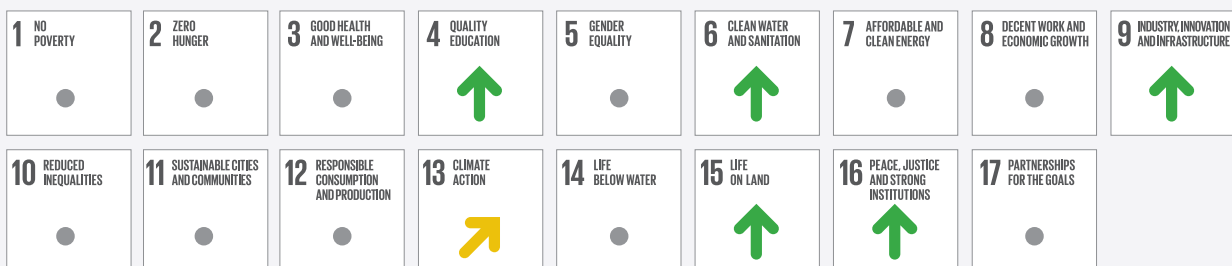 1 NO
POVERTY
2 ZERO
HUNGER
3 GOOD HEALTH
AND WELL-BEING
4 QUALITY
EDUCATION
5 GENDER
EQUALITY
6 CLEAN WATER
AND SANITATION
7 AFFORDABLE AND
CLEAN ENERGY
8 DECENT WORK AND
ECONOMIC GROWTH
9 INDUSTRY, INNOVATION
AND INFRASTRUCTURE
10 REDUCED
INEQUALITIES
11 SUSTAINABLE CITIES
AND COMMUNITIES
12 RESPONSIBLE
CONSUMPTION
AND PRODUCTION
13 CLIMATE
ACTION
14 LIFE
BELOW WATER
15 LIFE
ON LAND
16 PEACE, JUSTICE
AND STRONG
INSTITUTIONS
17 PARTNERSHIPS
FOR THE GOALS